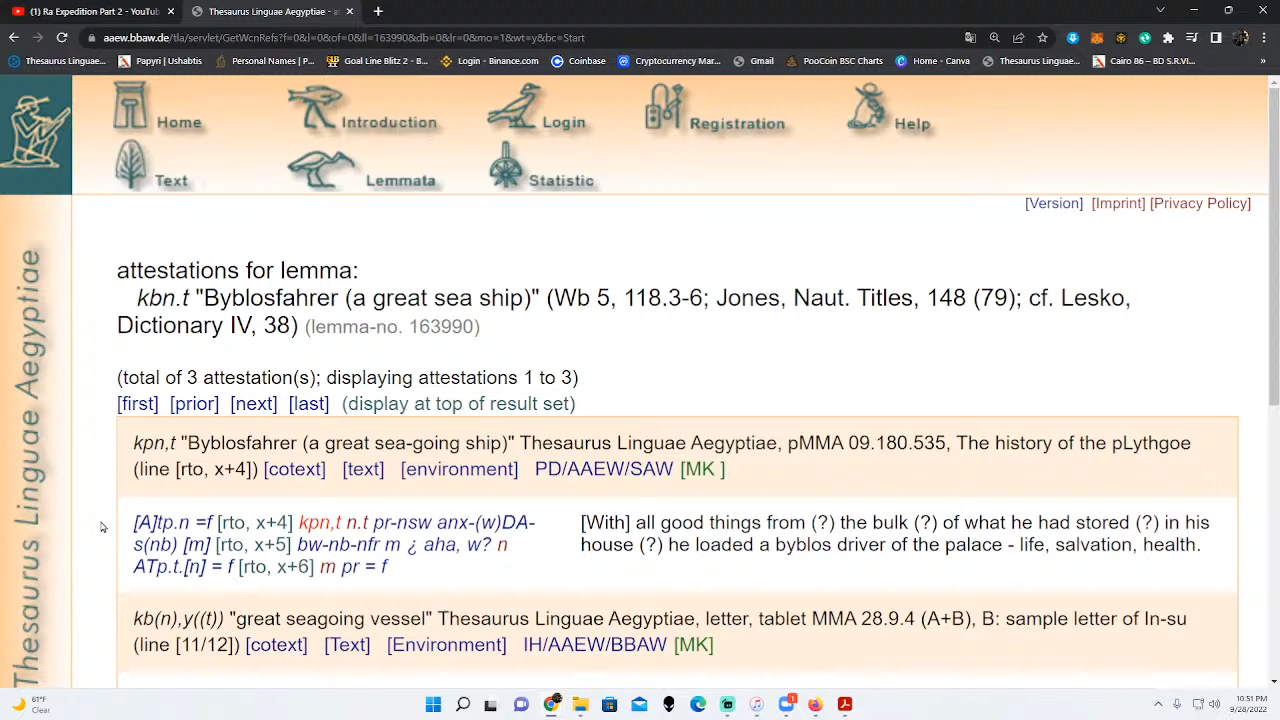 (1) Ra Expedition Part 2 - YouTub
Thesaurus Linguae Aegyptiae - at
aaew.bbaw.de/tla/servlet/GetWcnRefs?f=0&l=0&of=0&ll=163990&db=0&lr=0&mo=1&wt=y&bc=Start
Thesaurus Lingu... Papyri | Ushabtis Personal Names | P... Goal Line Blitz - B... Login - Binance.com Coinbase Cryptocurrency Mar... Gmail PooCoin BSC Charts Home - Canva Thesaurus Lingu... Cairo 86 – BD S.I.VI...
Home Introduction Login Registration Help
Text Lemmata Statistic
[Version] [Imprint] [Privacy Policy]
Thesaurus Linguae Aegyptiae
attestations for lemma:
kbn.t "Byblosfahrer (a great sea ship)" (Wb 5, 118.3-6; Jones, Naut. Titles, 148 (79); cf. Lesko,
Dictionary IV, 38) (lemma-no. 163990)
(total of 3 attestation(s); displaying attestations 1 to 3)
[first] [prior] [next] [last] (display at top of result set)
kpn,t "Byblosfahrer (a great sea-going ship)" Thesaurus Linguae Aegyptiae, pMMA 09.180.535, The history of the pLythgoe
(line [rto, x+4]) [cotext] [text] [environment] PD/AAEW/SAW [MK ]
[A]tp.n =f [rto, x+4] kpn,t n.t pr-nsw anx-(w)DA-
s(nb) [m] [rto, x+5] bw-nb-nfr m ¿ aha, w? n
ATp.t.[n] = f [rto, x+6] m pr = f
[With] all good things from (?) the bulk (?) of what he had stored (?) in his
house (?) he loaded a byblos driver of the palace - life, salvation, health.
kb(n),y((t)) "great seagoing vessel" Thesaurus Linguae Aegyptiae, letter, tablet MMA 28.9.4 (A+B), B: sample letter of In-su
(line [11/12]) [cotext] [Text] [Environment] IH/AAEW/BBAW [MK]
61°F
Clear
1
10:51 PM
9/28/2022